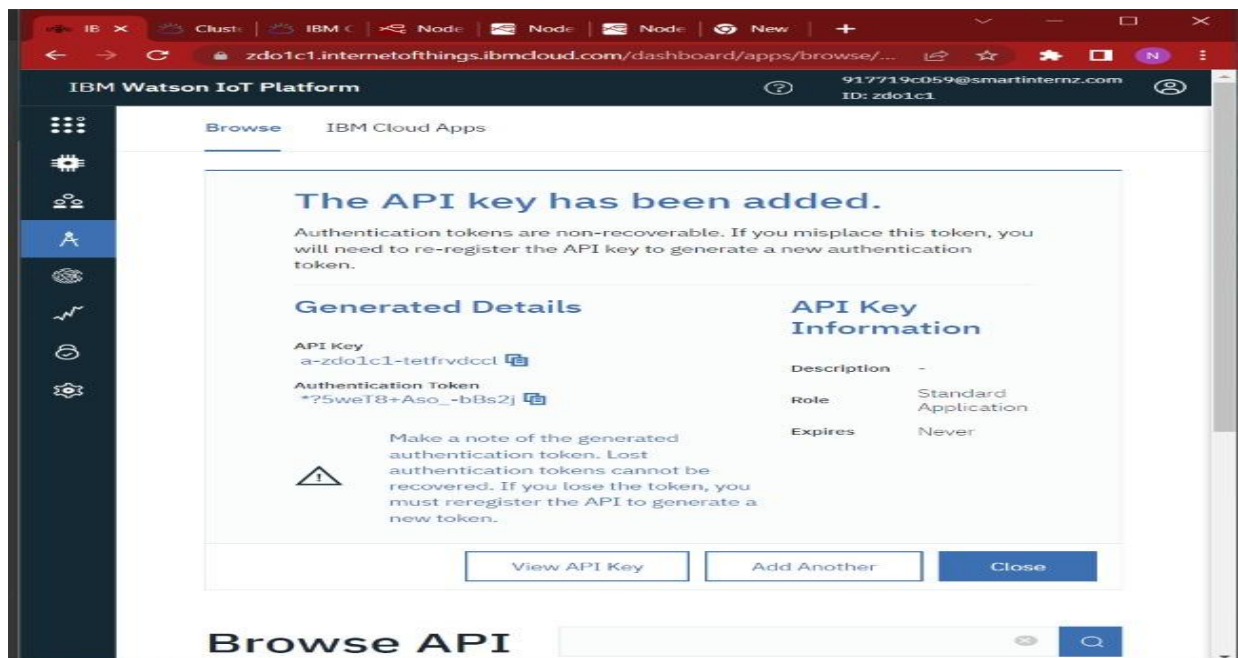 IB
Cluste
IBM C
Node
Node
Node
New
zdo1c1.internetofthings.ibmcloud.com/dashboard/apps/browse/...
N
IBM Watson IoT Platform
917719c059@smartinternz.com
ID: zdo1c1
Browse
IBM Cloud Apps
The API key has been added.
Authentication tokens are non-recoverable. If you misplace this token, you
will need to re-register the API key to generate a new authentication
token.
Generated Details
API Key
a-zdo1c1-tetfrvdccl
Authentication Token
*?5weT8+Aso_-bBs2j
Make a note of the generated
authentication token. Lost
authentication tokens cannot be
recovered. If you lose the token, you
must reregister the API to generate a
new token.
API Key
Information
Description -
Role Standard
Application
Expires Never
View API Key
Add Another
Close
Browse API